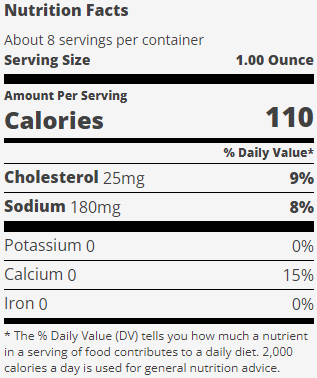 Nutrition Facts
About 8 servings per container
Serving Size 1.00 Ounce
Amount Per Serving
Calories 110
% Daily Value*
Cholesterol 25mg 9%
Sodium 180mg 8%
Potassium 0 0%
Calcium 0 15%
Iron 0 0%
* The % Daily Value (DV) tells you how much a nutrient
in a serving of food contributes to a daily diet. 2,000
calories a day is used for general nutrition advice.